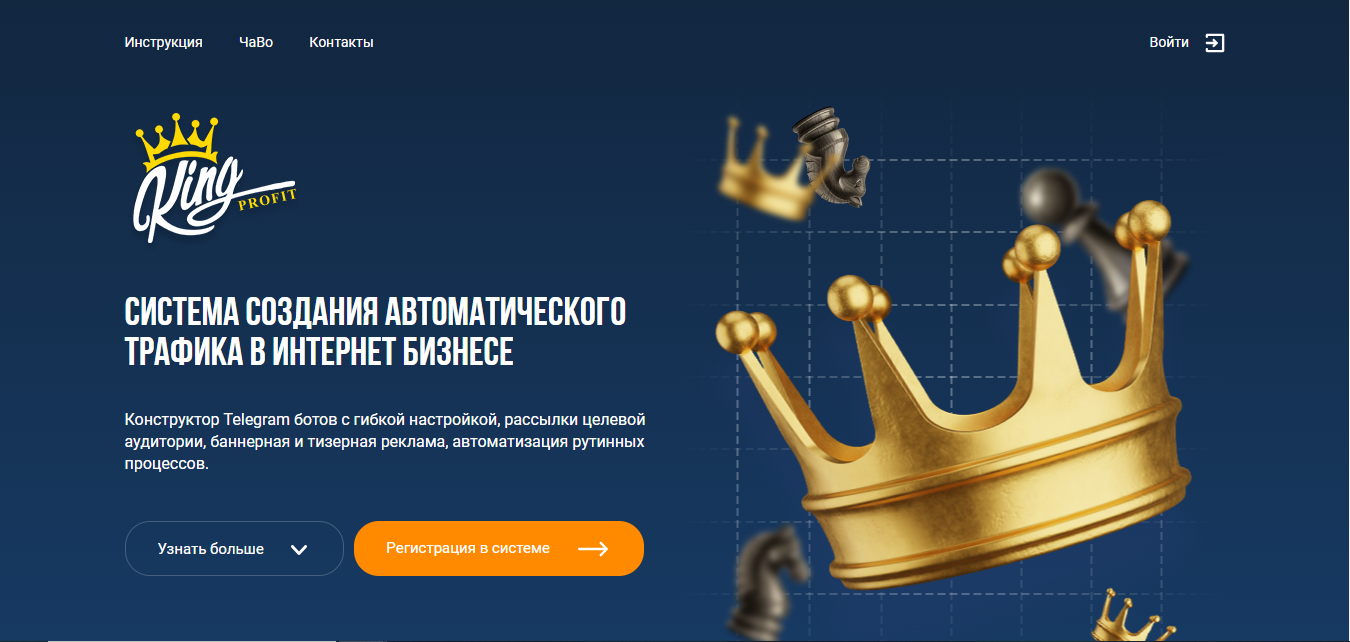 Инструкция ЧаВо Контакты Войти
King
PROFIT
СИСТЕМА СОЗДАНИЯ АВТОМАТИЧЕСКОГО
ТРАФИКА В ИНТЕРНЕТ БИЗНЕСЕ
Конструктор Telegram ботов с гибкой настройкой, рассылки целевой
аудитории, баннерная и тизерная реклама, автоматизация рутинных
процессов.
Узнать больше Регистрация в системе